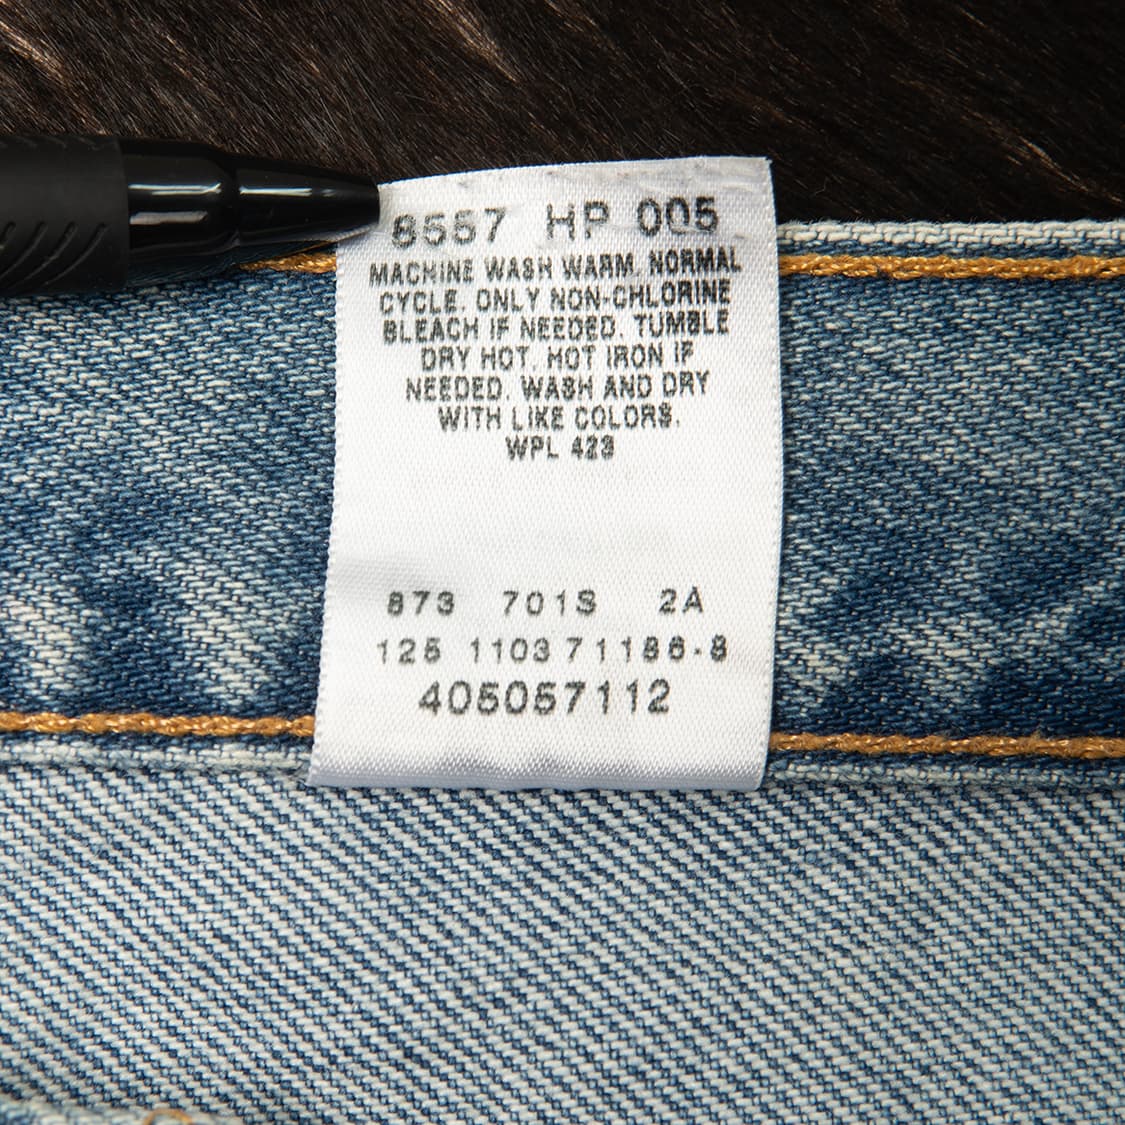 8557 HP 005
MACHINE WASH WARM, NORMAL
CYCLE. ONLY NON-CHLORINE
BLEACH IF NEEDED. TUMBLE
DRY HOT. HOT IRON IF
NEEDED. WASH AND DRY
WITH LIKE COLORS.
WPL 423
873 701S 2A
125 1103 71186-8
405057112